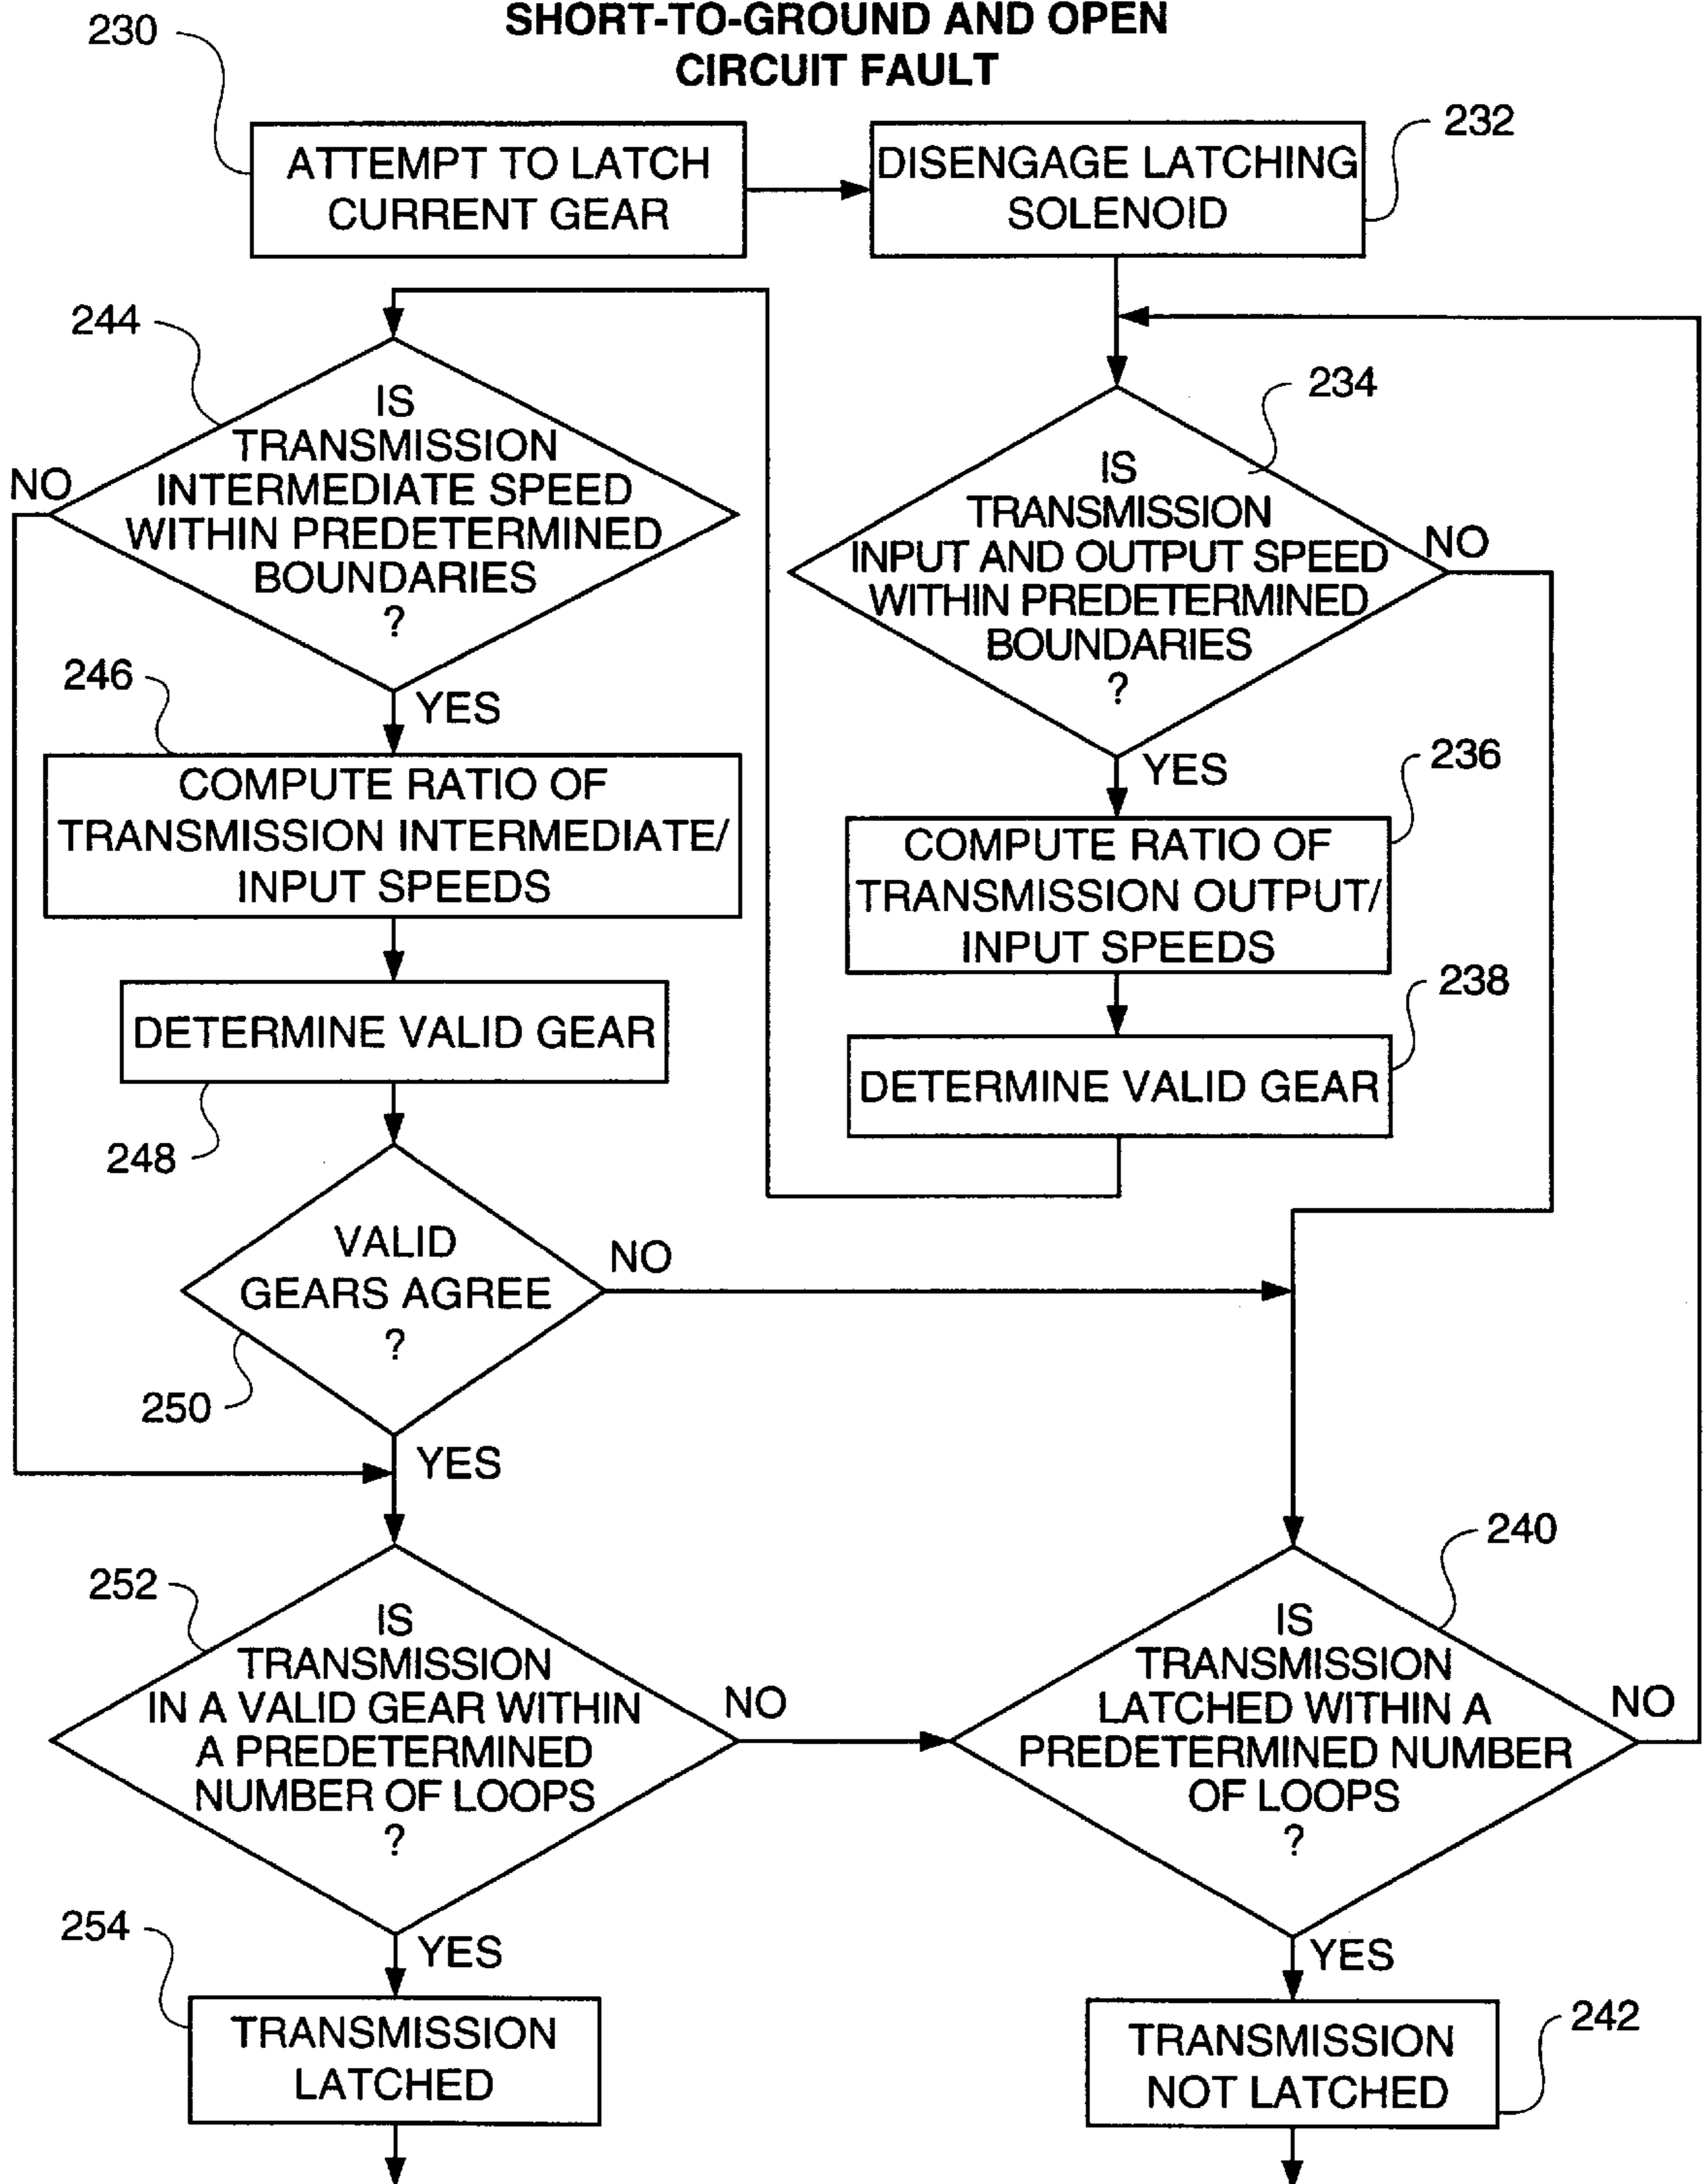 SHORT-TO-GROUND AND OPEN
CIRCUIT FAULT
230
ATTEMPT TO LATCH
CURRENT GEAR
232
DISENGAGE LATCHING
SOLENOID
244
IS
TRANSMISSION
INTERMEDIATE SPEED
WITHIN PREDETERMINED
BOUNDARIES
?
NO
YES
234
IS
TRANSMISSION
INPUT AND OUTPUT SPEED
WITHIN PREDETERMINED
BOUNDARIES
?
NO
YES
246
COMPUTE RATIO OF
TRANSMISSION INTERMEDIATE/
INPUT SPEEDS
236
COMPUTE RATIO OF
TRANSMISSION OUTPUT/
INPUT SPEEDS
DETERMINE VALID GEAR
248
238
DETERMINE VALID GEAR
VALID
GEARS AGREE
?
NO
250
YES
252
IS
TRANSMISSION
IN A VALID GEAR WITHIN
A PREDETERMINED
NUMBER OF LOOPS
?
NO
YES
240
IS
TRANSMISSION
LATCHED WITHIN A
PREDETERMINED NUMBER
OF LOOPS
?
NO
YES
254
TRANSMISSION
LATCHED
242
TRANSMISSION
NOT LATCHED